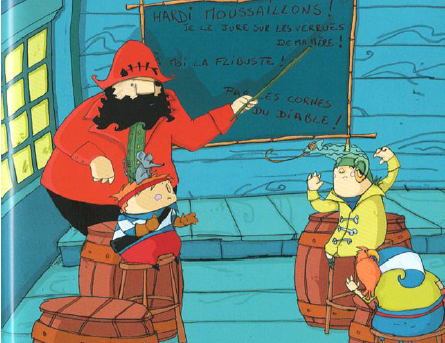 HARDI MOUSSAILLONS !
JE LE JURE SUR LES VERRUES
DE MA MÈRE !
À MOI LA FLIBUSTE !
PAR LES CORNES
DU DIABLE !